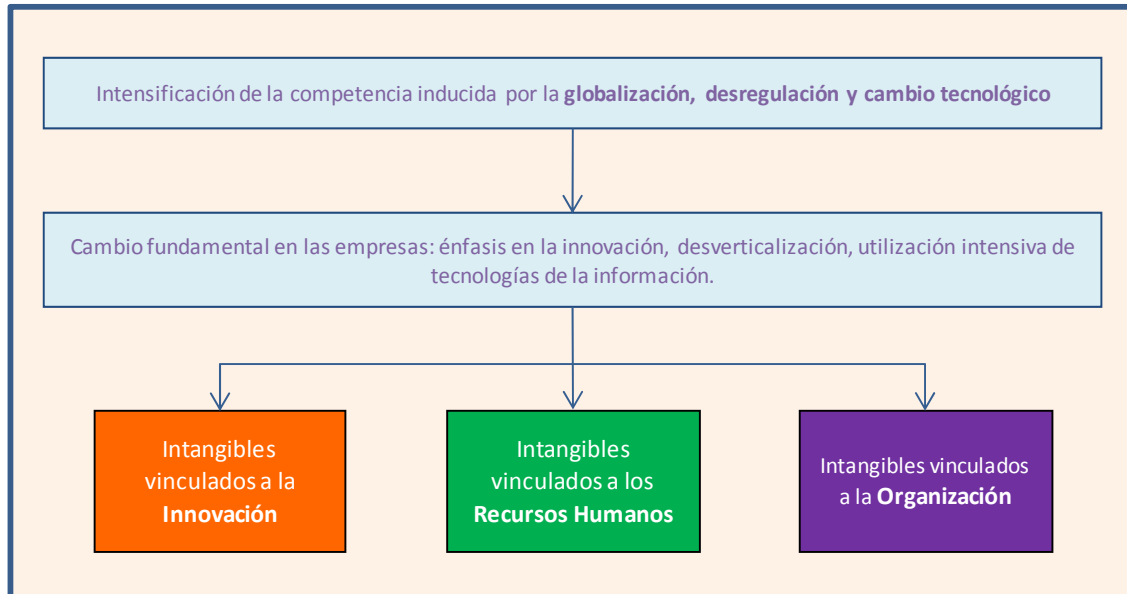 Intensificación de la competencia inducida por la globalización, desregulación y cambio tecnológico
Cambio fundamental en las empresas: énfasis en la innovación, desverticalización, utilización intensiva de
tecnologías de la información.
Intangibles
vinculados a la
Innovación
Intangibles
vinculados a los
Recursos Humanos
Intangibles vinculados
a la Organización